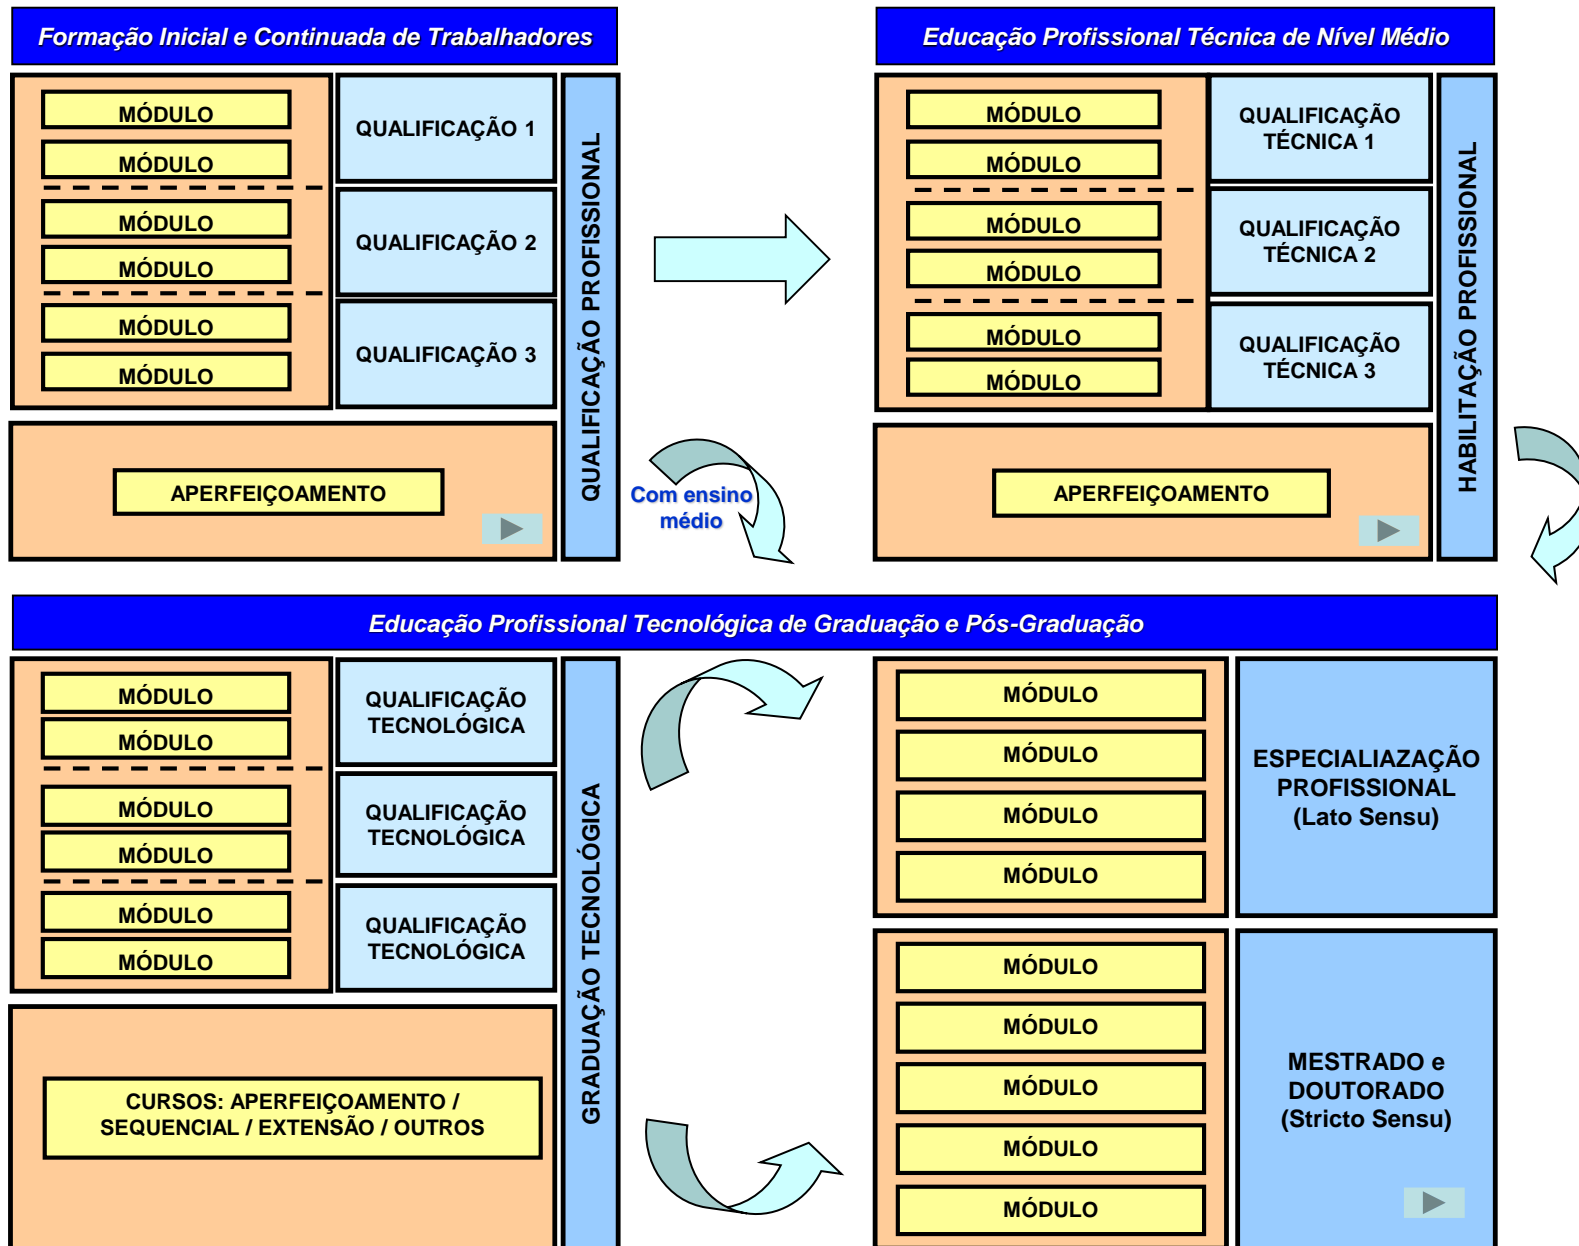 Formação Inicial e Continuada de Trabalhadores
MÓDULO
MÓDULO
MÓDULO
MÓDULO
MÓDULO
MÓDULO
QUALIFICAÇÃO 1
QUALIFICAÇÃO 2
QUALIFICAÇÃO 3
QUALIFICAÇÃO PROFISSIONAL
APERFEIÇOAMENTO
Com ensino
médio
Educação Profissional Técnica de Nível Médio
MÓDULO
MÓDULO
MÓDULO
MÓDULO
MÓDULO
MÓDULO
QUALIFICAÇÃO
TÉCNICA 1
QUALIFICAÇÃO
TÉCNICA 2
QUALIFICAÇÃO
TÉCNICA 3
HABILITAÇÃO PROFISSIONAL
APERFEIÇOAMENTO
Educação Profissional Tecnológica de Graduação e Pós-Graduação
MÓDULO
MÓDULO
MÓDULO
MÓDULO
MÓDULO
MÓDULO
QUALIFICAÇÃO
TECNOLÓGICA
QUALIFICAÇÃO
TECNOLÓGICA
QUALIFICAÇÃO
TECNOLÓGICA
GRADUAÇÃO TECNOLÓGICA
CURSOS: APERFEIÇOAMENTO /
SEQUENCIAL / EXTENSÃO / OUTROS
MÓDULO
MÓDULO
MÓDULO
MÓDULO
ESPECIALIAZAÇÃO
PROFISSIONAL
(Lato Sensu)
MÓDULO
MÓDULO
MÓDULO
MÓDULO
MÓDULO
MESTRADO e
DOUTORADO
(Stricto Sensu)